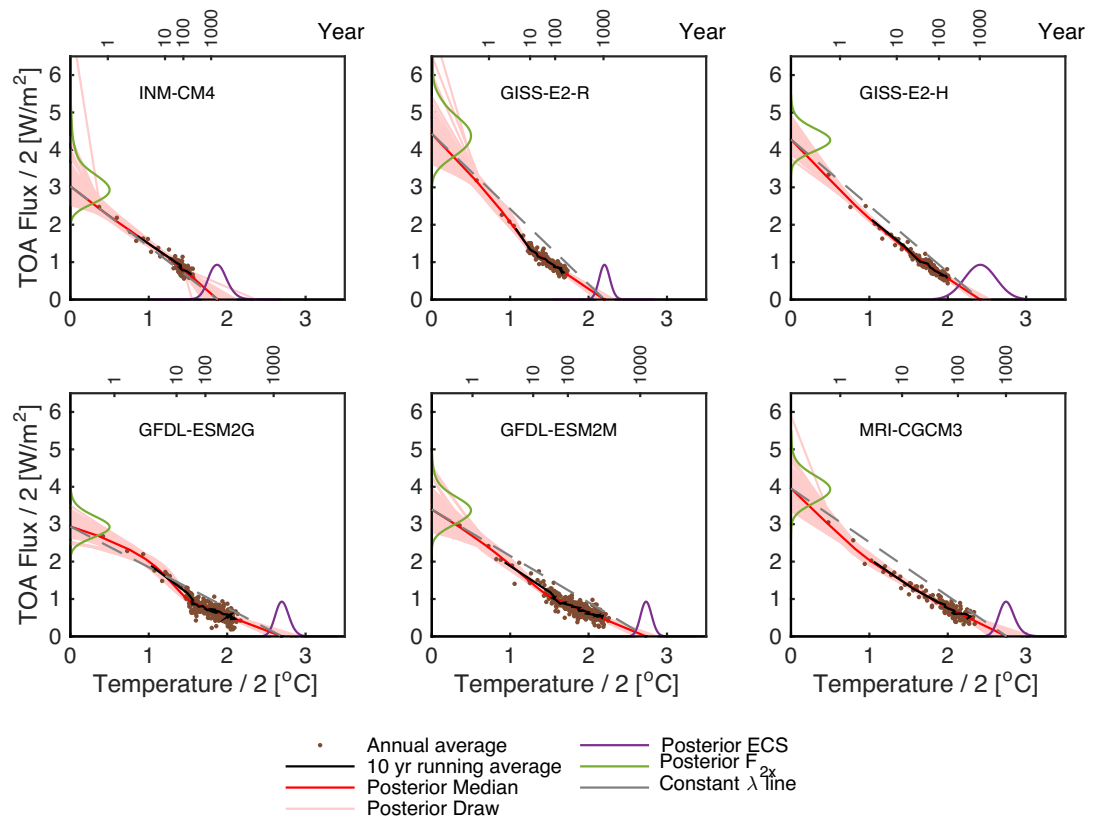 1 10 100 1000 Year
1 10 100 1000
1 10 100 1000 Year
TOA Flux / 2 [W/m²]
6 5 4 3 2 1 0
INM-CM4
0 1 2 3
6 5 4 3 2 1 0
GISS-E2-R
0 1 2 3
6 5 4 3 2 1 0
GISS-E2-H
0 1 2 3
1 10 100 1000
1 10 100 1000
1 10 100 1000
TOA Flux / 2 [W/m²]
6 5 4 3 2 1 0
GFDL-ESM2G
0 1 2 3
Temperature / 2 [°C]
6 5 4 3 2 1 0
GFDL-ESM2M
0 1 2 3
Temperature / 2 [°C]
6 5 4 3 2 1 0
MRI-CGCM3
0 1 2 3
Temperature / 2 [°C]
Annual average
10 yr running average
Posterior Median
Posterior Draw
Posterior ECS
Posterior F2x
Constant λ line